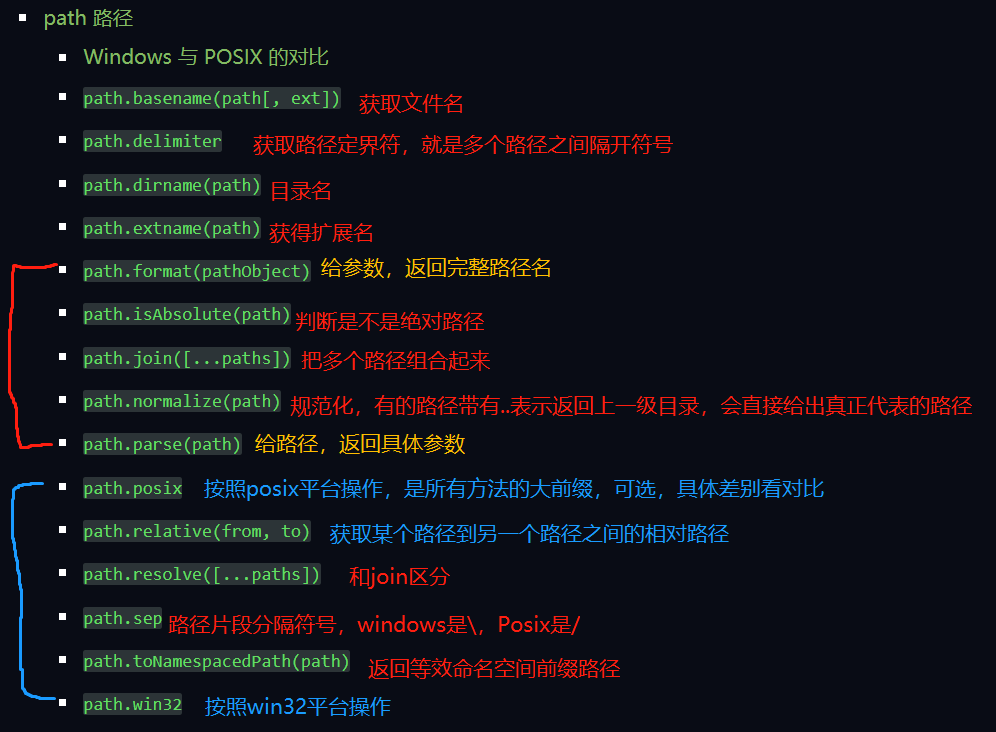 path 路径
Windows 与 POSIX 的对比
path.basename(path[, ext]) 获取文件名
path.delimiter 获取路径定界符，就是多个路径之间隔开符号
path.dirname(path) 目录名
path.extname(path) 获得扩展名
path.format(pathObject) 给参数，返回完整路径名
path.isAbsolute(path) 判断是不是绝对路径
path.join([...paths]) 把多个路径组合起来
path.normalize(path) 规范化，有的路径带有..表示返回上一级目录，会直接给出真正代表的路径
path.parse(path) 给路径，返回具体参数
path.posix 按照posix平台操作，是所有方法的大前缀，可选，具体差别看对比
path.relative(from, to) 获取某个路径到另一个路径之间的相对路径
path.resolve([...paths]) 和join区分
path.sep 路径片段分隔符号，windows是\，Posix是/
path.toNamespacedPath(path) 返回等效命名空间前缀路径
path.win32 按照win32平台操作